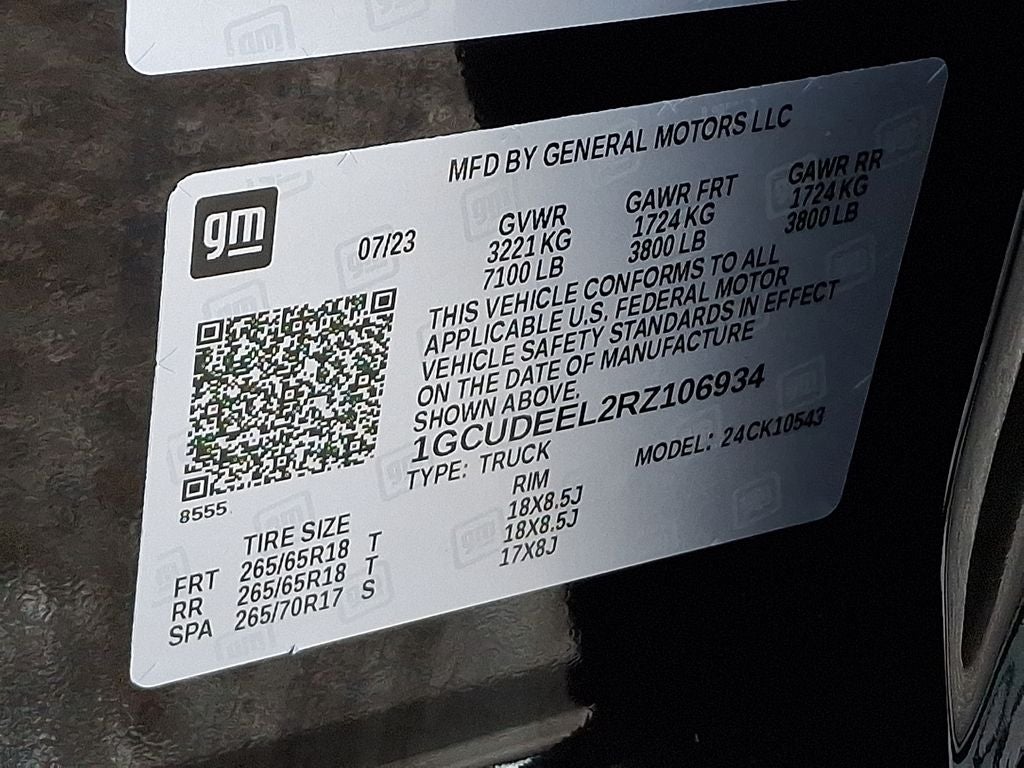 MFD BY GENERAL MOTORS LLC
gm
07/23
GVWR
3221 KG
7100 LB
GAWR FRT
1724 KG
3800 LB
GAWR RR
1724 KG
3800 LB
THIS VEHICLE CONFORMS TO ALL
APPLICABLE U.S. FEDERAL MOTOR
VEHICLE SAFETY STANDARDS IN EFFECT
ON THE DATE OF MANUFACTURE
SHOWN ABOVE.
1GCUDEEL2RZ106934
TYPE: TRUCK
MODEL: 24CK10543
8555
TIRE SIZE RIM
FRT 265/65R18 T 18X8.5J
RR 265/65R18 T 18X8.5J
SPA 265/70R17 S 17X8J